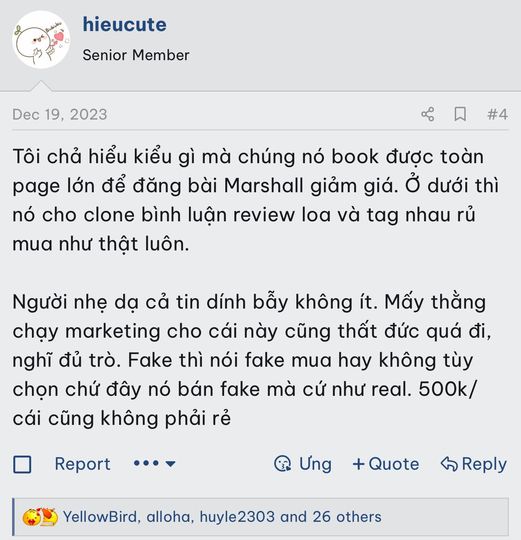 hieucute
Senior Member
Dec 19, 2023
#4
Tôi chả hiểu kiểu gì mà chúng nó book được toàn
page lớn để đăng bài Marshall giảm giá. Ở dưới thì
nó cho clone bình luận review loa và tag nhau rủ
mua như thật luôn.
Người nhẹ dạ cả tin dính bẫy không ít. Mấy thằng
chạy marketing cho cái này cũng thất đức quá đi,
nghĩ đủ trò. Fake thì nói fake mua hay không tùy
chọn chứ đây nó bán fake mà cứ như real. 500k/
cái cũng không phải rẻ
Report
Ưng
+Quote
Reply
YellowBird, alloha, huyle2303 and 26 others